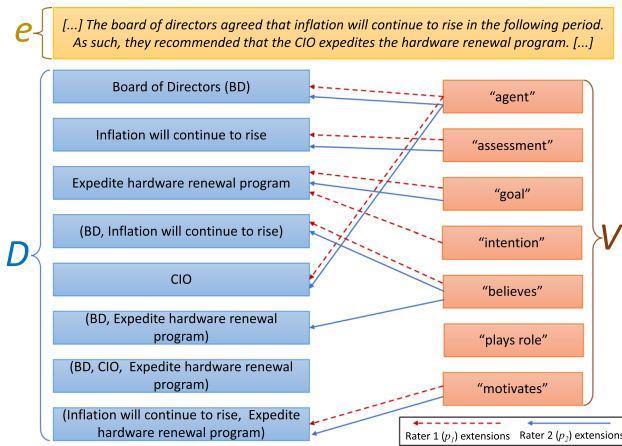 e
[...] The board of directors agreed that inflation will continue to rise in the following period.
As such, they recommended that the CIO expedites the hardware renewal program. [...]
D
Board of Directors (BD)
Inflation will continue to rise
Expedite hardware renewal program
(BD, Inflation will continue to rise)
CIO
(BD, Expedite hardware renewal
program)
(BD, CIO, Expedite hardware renewal
program)
(Inflation will continue to rise, Expedite
hardware renewal program)
“agent”
“assessment”
“goal”
“intention”
“believes”
“plays role”
“motivates”
V
Rater 1 (p1) extensions
Rater 2 (p2) extensions